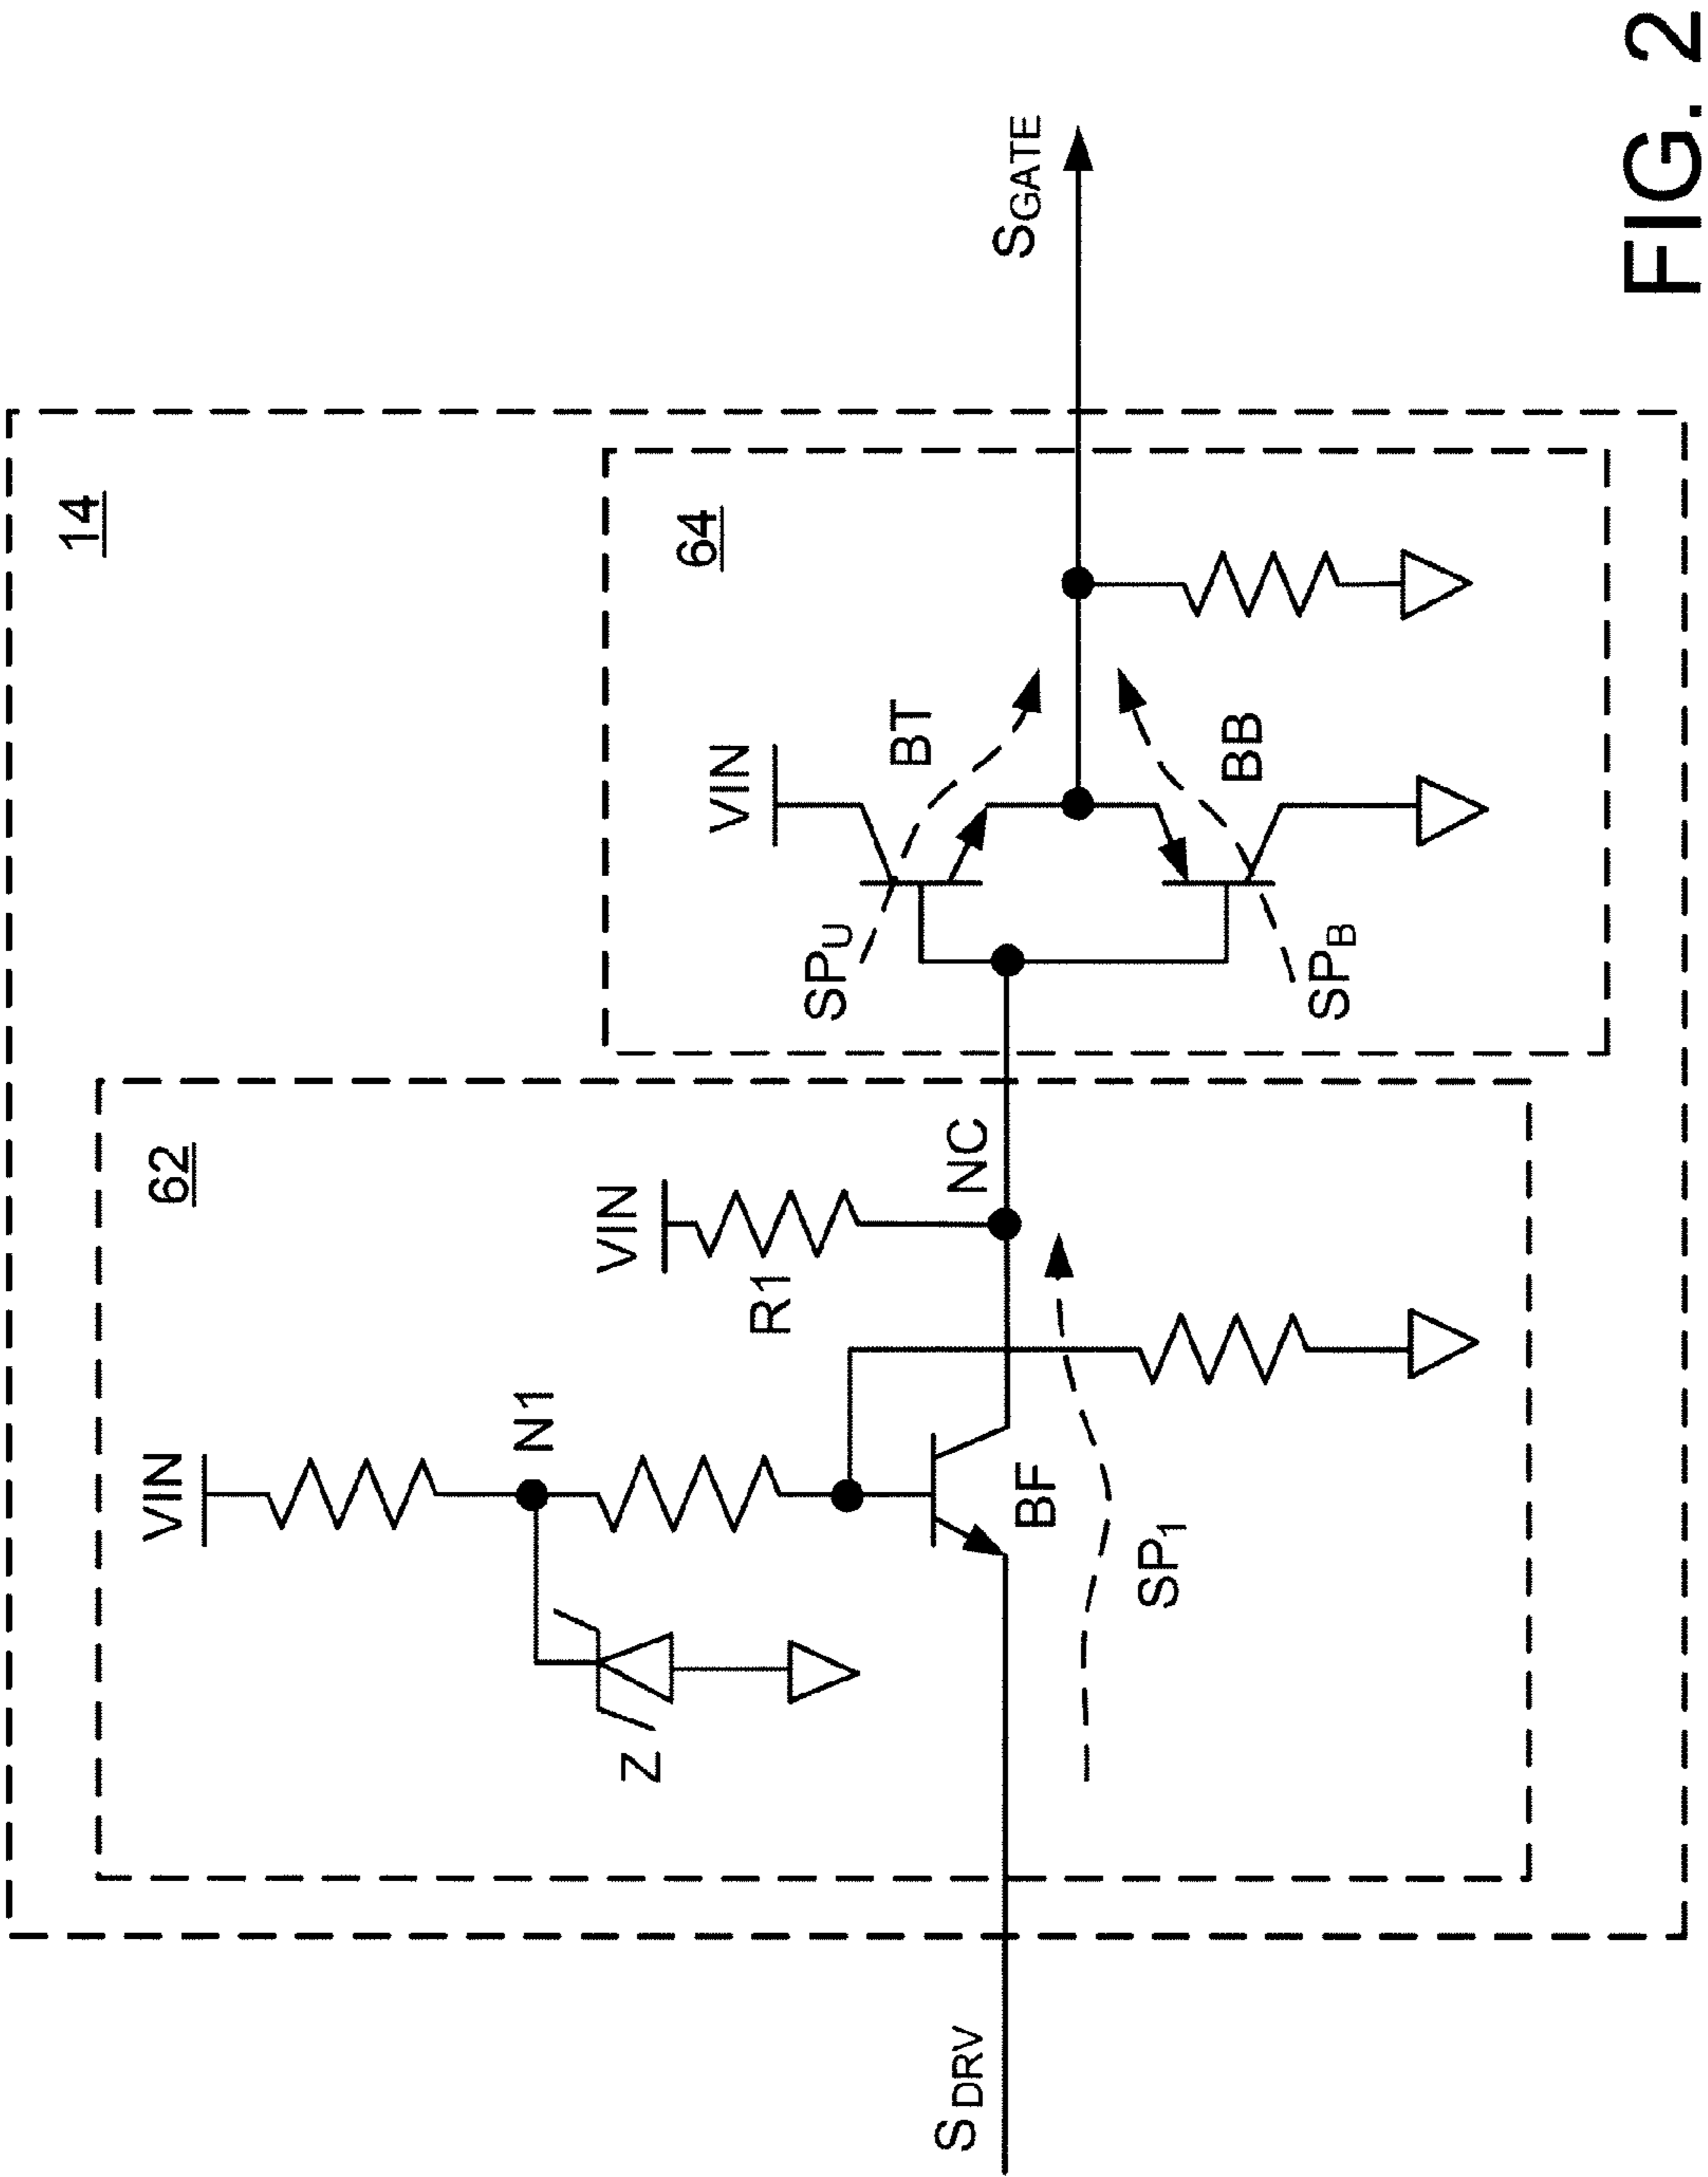 14
62
64
VIN
N1
Z
VIN
R1
NC
BF
SP1
VIN
BT
SPU
BB
SPB
SDRV
SGATE
FIG. 2